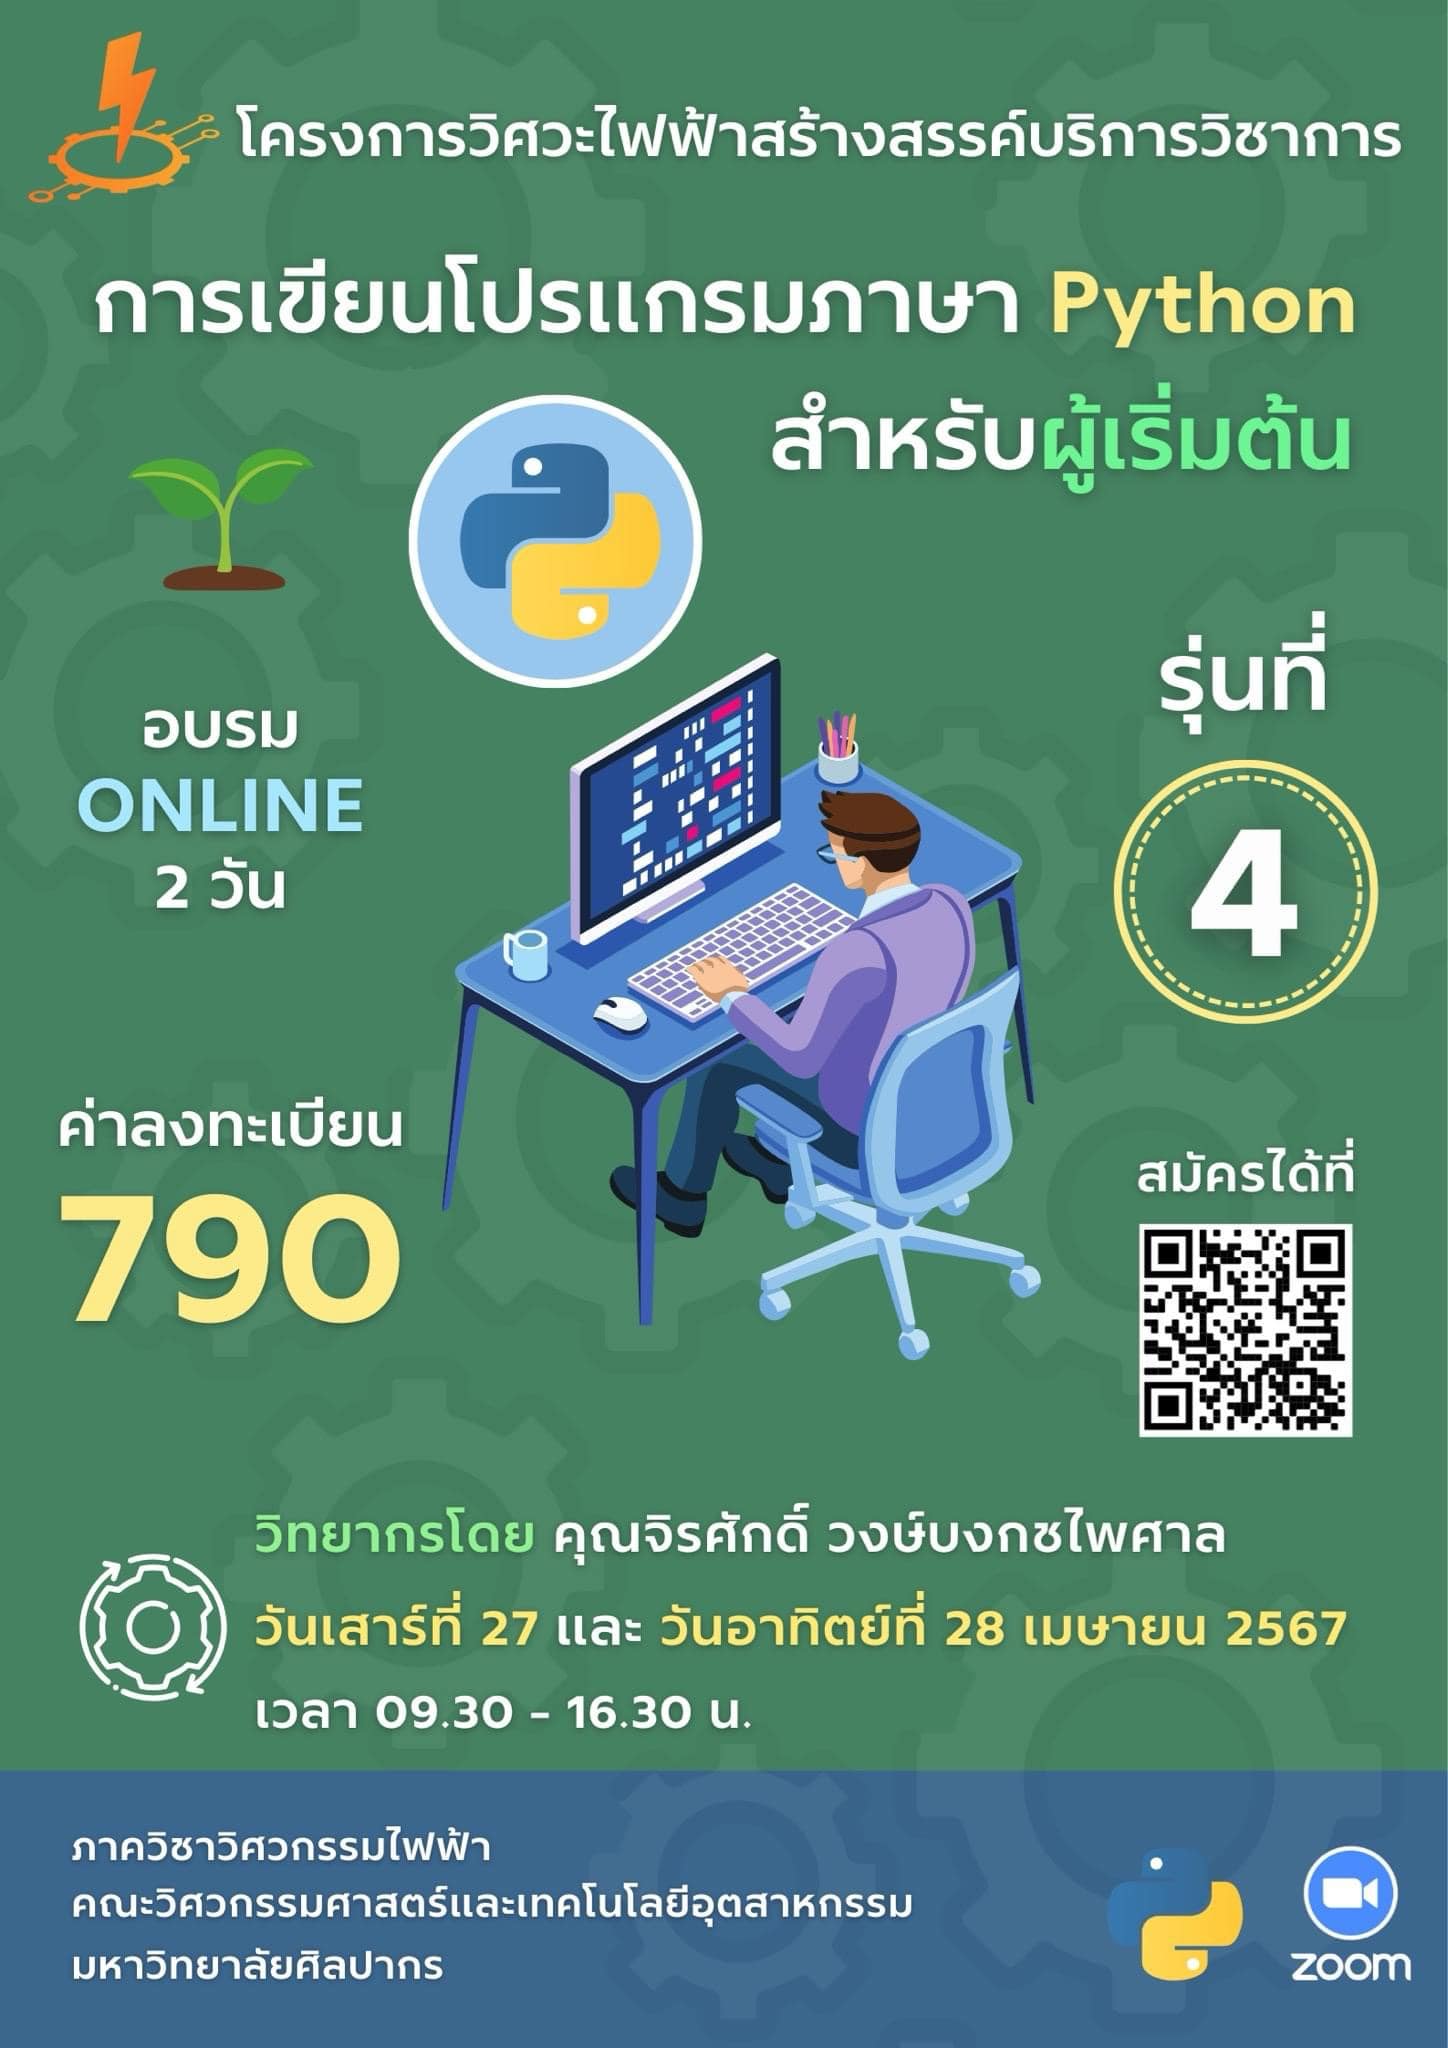 โครงการวิศวะไฟฟ้าสร้างสรรค์บริการวิชาการ
การเขียนโปรแกรมภาษา Python
สำหรับผู้เริ่มต้น
อบรม
ONLINE
2 วัน
รุ่นที่
4
ค่าลงทะเบียน
790
สมัครได้ที่
วิทยากรโดย คุณจิรศักดิ์ วงษ์บงกชไพศาล
วันเสาร์ที่ 27 และ วันอาทิตย์ที่ 28 เมษายน 2567
เวลา 09.30 - 16.30 น.
ภาควิชาวิศวกรรมไฟฟ้า
คณะวิศวกรรมศาสตร์และเทคโนโลยีอุตสาหกรรม
มหาวิทยาลัยศิลปากร
zoom